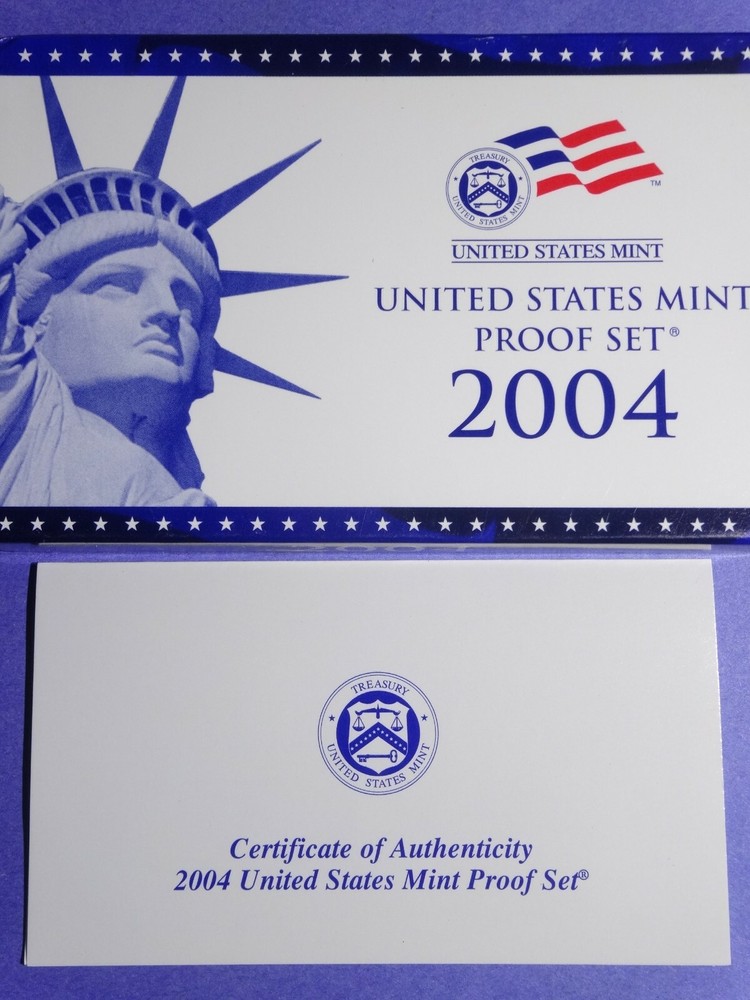 TREASURY
UNITED STATES MINT
TM
UNITED STATES MINT
UNITED STATES MINT
PROOF SET®
2004
TREASURY
UNITED STATES MINT
Certificate of Authenticity
2004 United States Mint Proof Set®